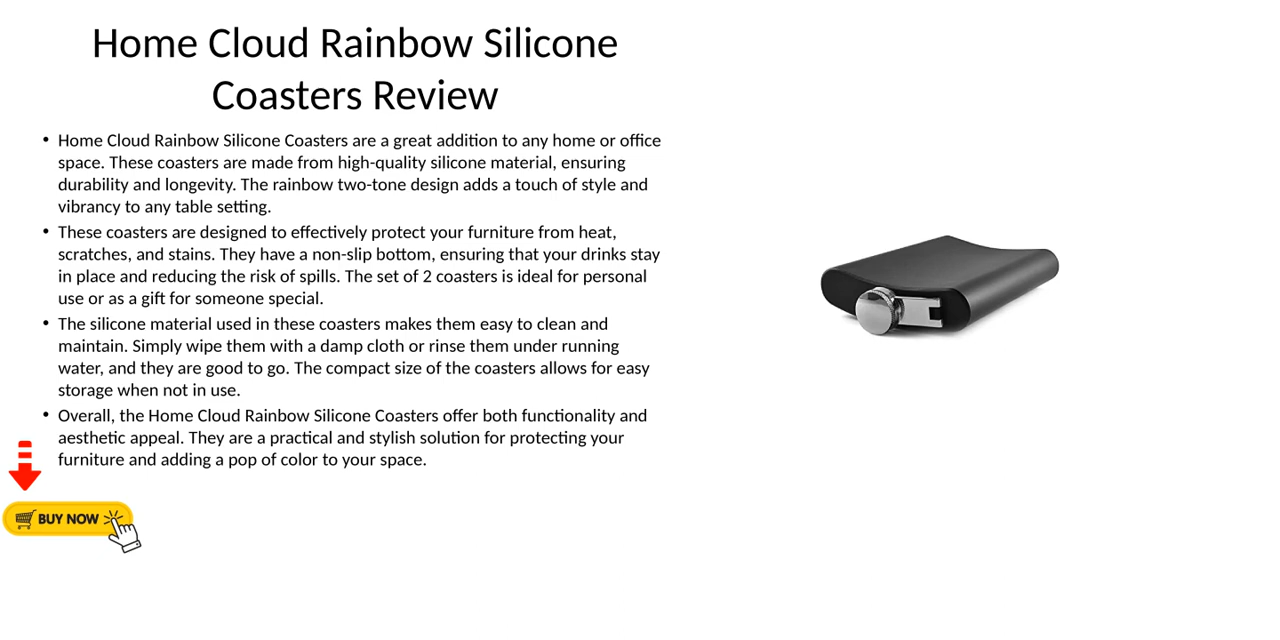 Home Cloud Rainbow Silicone
Coasters Review
• Home Cloud Rainbow Silicone Coasters are a great addition to any home or office
space. These coasters are made from high-quality silicone material, ensuring
durability and longevity. The rainbow two-tone design adds a touch of style and
vibrancy to any table setting.
• These coasters are designed to effectively protect your furniture from heat,
scratches, and stains. They have a non-slip bottom, ensuring that your drinks stay
in place and reducing the risk of spills. The set of 2 coasters is ideal for personal
use or as a gift for someone special.
• The silicone material used in these coasters makes them easy to clean and
maintain. Simply wipe them with a damp cloth or rinse them under running
water, and they are good to go. The compact size of the coasters allows for easy
storage when not in use.
• Overall, the Home Cloud Rainbow Silicone Coasters offer both functionality and
aesthetic appeal. They are a practical and stylish solution for protecting your
furniture and adding a pop of color to your space.
BUY NOW